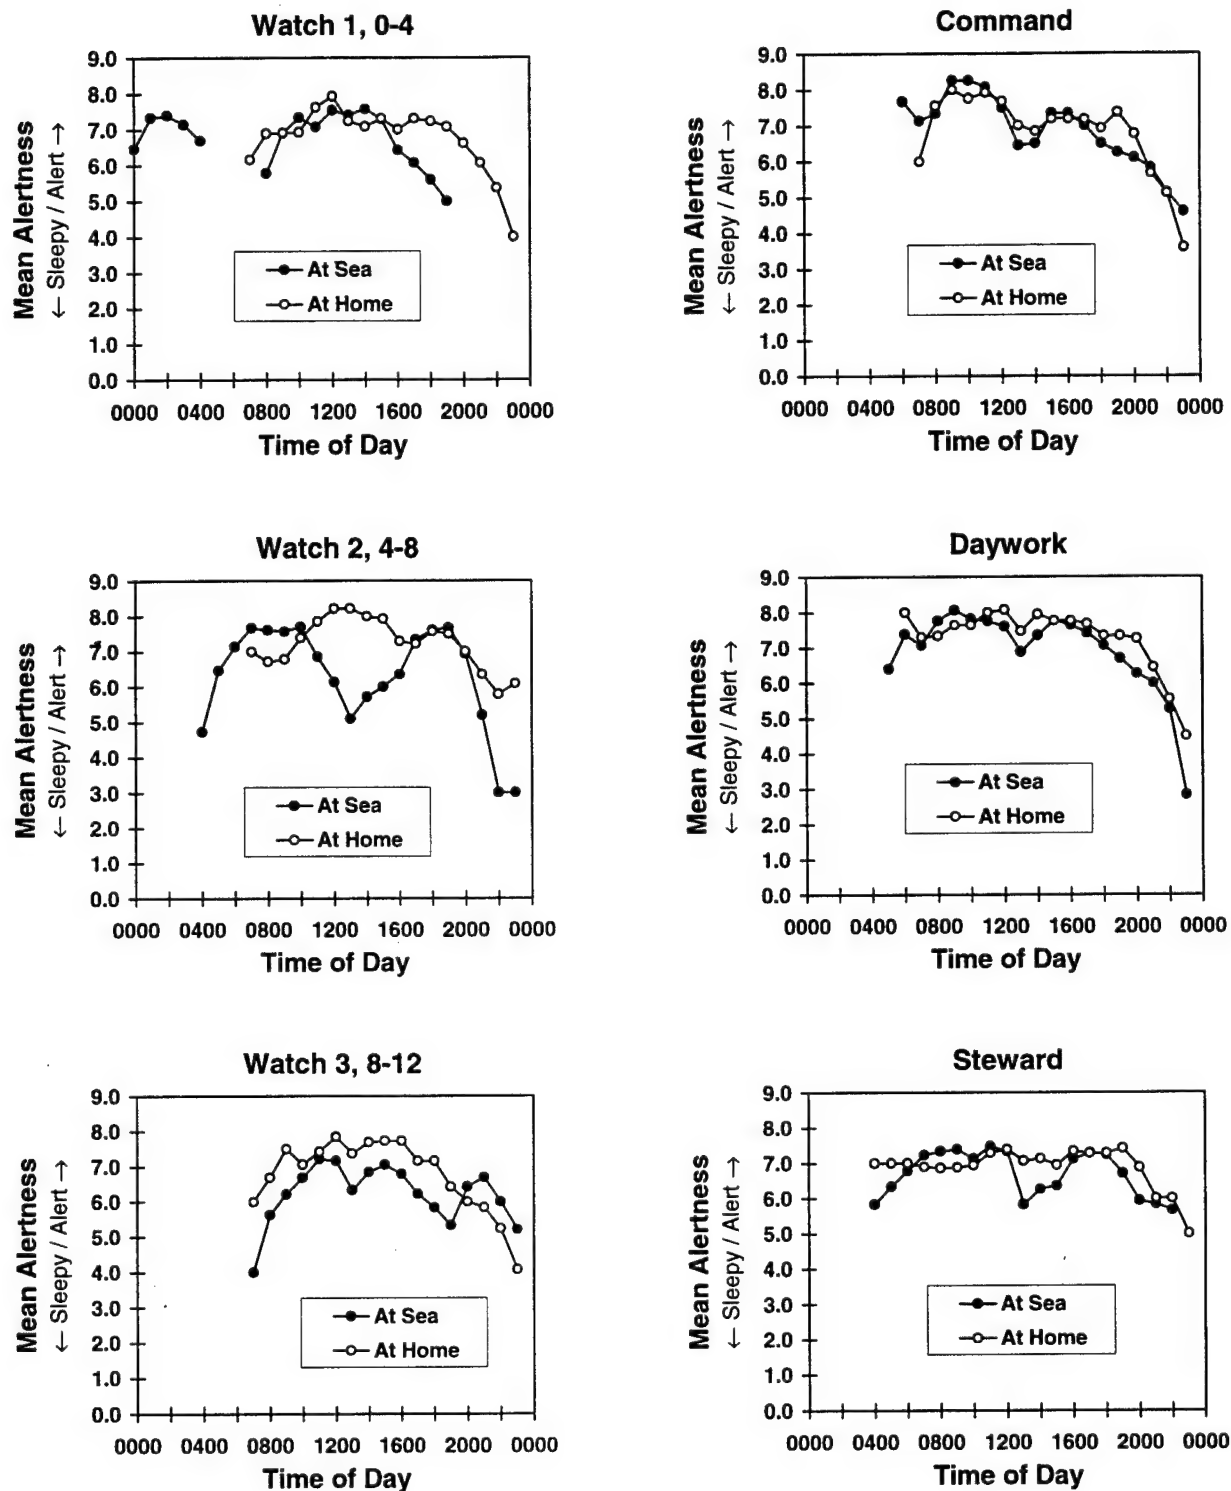 Watch 1, 0-4
Mean Alertness
← Sleepy / Alert →
9.0
8.0
7.0
6.0
5.0
4.0
3.0
2.0
1.0
0.0
At Sea
At Home
0000 0400 0800 1200 1600 2000 0000
Time of Day
Command
Mean Alertness
← Sleepy / Alert →
9.0
8.0
7.0
6.0
5.0
4.0
3.0
2.0
1.0
0.0
At Sea
At Home
0000 0400 0800 1200 1600 2000 0000
Time of Day
Watch 2, 4-8
Mean Alertness
← Sleepy / Alert →
9.0
8.0
7.0
6.0
5.0
4.0
3.0
2.0
1.0
0.0
At Sea
At Home
0000 0400 0800 1200 1600 2000 0000
Time of Day
Daywork
Mean Alertness
← Sleepy / Alert →
9.0
8.0
7.0
6.0
5.0
4.0
3.0
2.0
1.0
0.0
At Sea
At Home
0000 0400 0800 1200 1600 2000 0000
Time of Day
Watch 3, 8-12
Mean Alertness
← Sleepy / Alert →
9.0
8.0
7.0
6.0
5.0
4.0
3.0
2.0
1.0
0.0
At Sea
At Home
0000 0400 0800 1200 1600 2000 0000
Time of Day
Steward
Mean Alertness
← Sleepy / Alert →
9.0
8.0
7.0
6.0
5.0
4.0
3.0
2.0
1.0
0.0
At Sea
At Home
0000 0400 0800 1200 1600 2000 0000
Time of Day